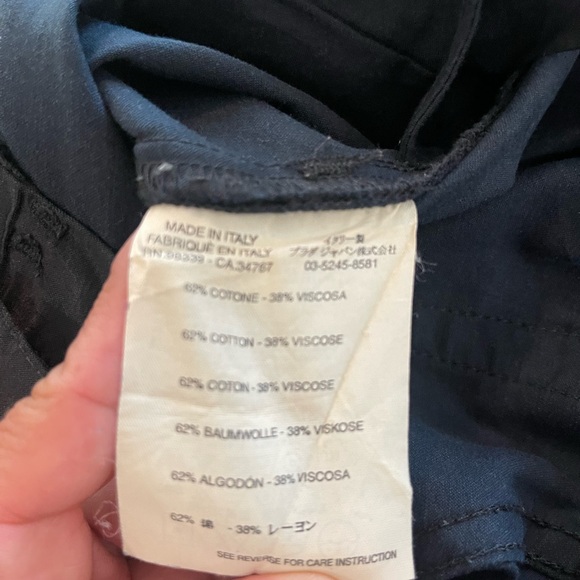 MADE IN ITALY
FABRIQUÉ EN ITALY
RN 98339 - CA 34767
イタリー製
プラダ ジャパン株式会社
03-5245-8581
62% COTONE - 38% VISCOSA
62% COTTON - 38% VISCOSE
62% COTON - 38% VISCOSE
62% BAUMWOLLE - 38% VISKOSE
62% ALGODÓN - 38% VISCOSA
62% 綿 - 38% レーヨン
SEE REVERSE FOR CARE INSTRUCTION